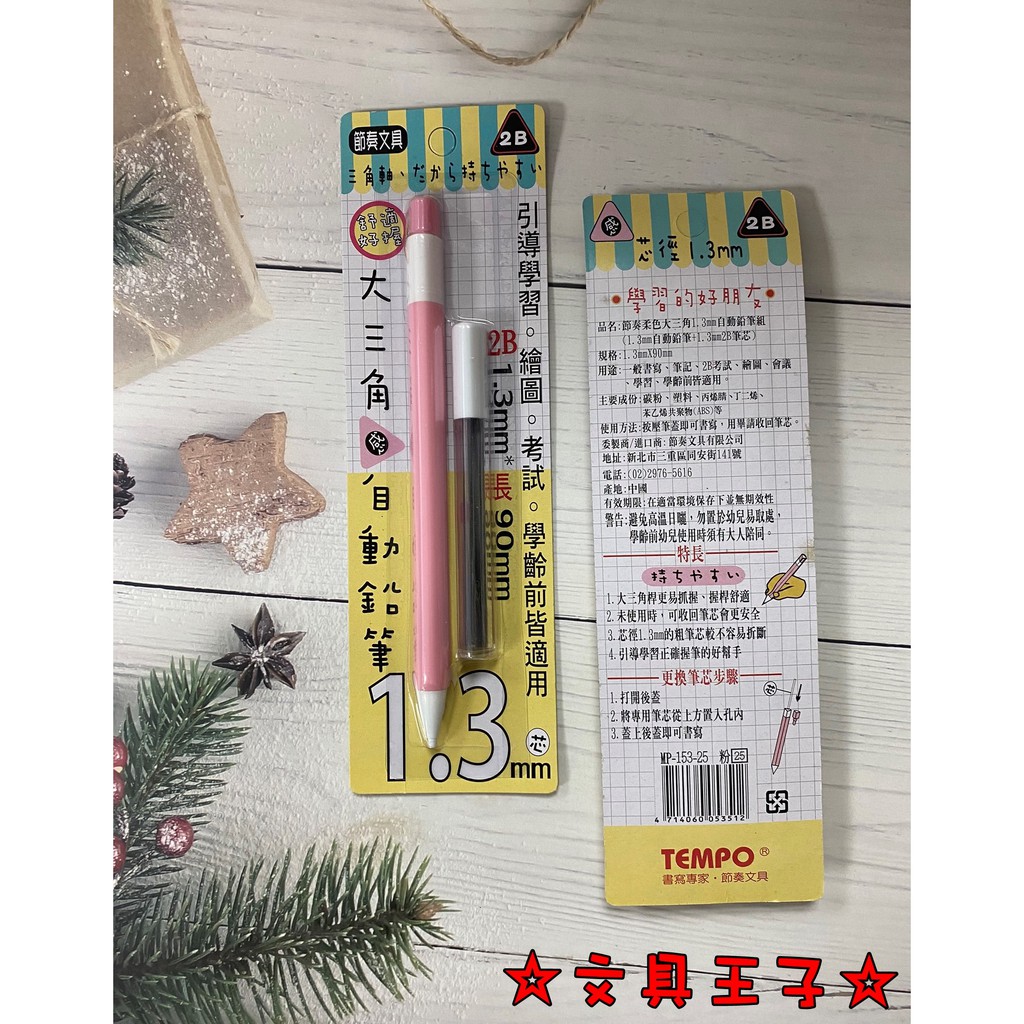 節奏文具
2B
三角軸、だから持ちやすい
舒適
好握
大三角感自動鉛筆
引導學習。繪圖。考試。學齡前皆適用
2B 1.3mm*長90mm
1.3mm
芯
感
2B
芯徑 1.3mm
學習的好朋友
品名:節奏柔色大三角1.3mm自動鉛筆組
(1.3mm自動鉛筆+1.3mm2B筆芯)
規格:1.3mmX90mm
用途:一般書寫、筆記、2B考試、繪圖、會議
、學習、學齡前皆適用。
主要成份:碳粉、塑料、丙烯腈、丁二烯、
苯乙烯共聚物(ABS)等
使用方法:按壓筆蓋即可書寫,用畢請收回筆芯。
委製商/進口商:節奏文具有限公司
地址:新北市三重區同安街141號
電話:(02)2976-5616
產地:中國
有效期限:在適當環境保存下並無期效性
警告:避免高溫日曬,勿置於幼兒易取處,
學齡前幼兒使用時須有大人陪同。
特長
持ちやすい
1.大三角桿更易抓握、握桿舒適
2.未使用時,可收回筆芯會更安全
3.芯徑1.3mm的粗筆芯較不容易折斷
4.引導學習正確握筆的好幫手
更換筆芯步驟
1.打開後蓋
2.將專用筆芯從上方置入孔內
3.蓋上後蓋即可書寫
芯
MP-153-25 粉 25
4 714060 053512
TEMPO®
書寫專家·節奏文具
☆文具王子☆